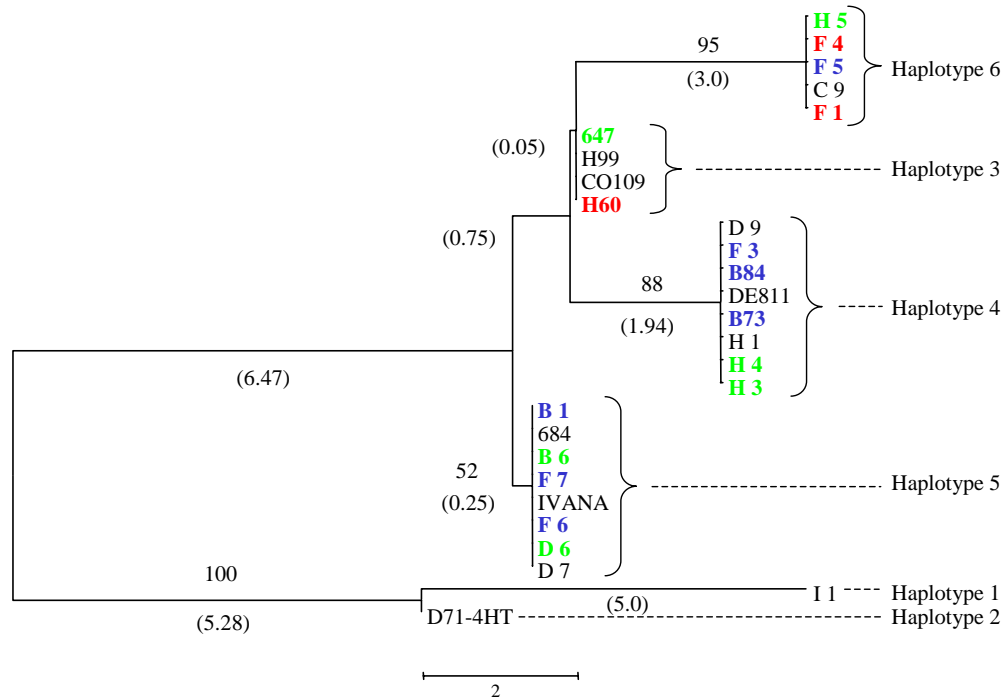 H 5
F 4
F 5
C 9
F 1
Haplotype 6
95
(3.0)
(0.05)
647
H99
CO109
H60
Haplotype 3
(0.75)
D 9
F 3
B84
DE811
B73
H 1
H 4
H 3
Haplotype 4
88
(1.94)
(6.47)
B 1
684
B 6
F 7
IVANA
F 6
D 6
D 7
Haplotype 5
52
(0.25)
100
(5.28)
(5.0)
I 1
Haplotype 1
D71-4HT
Haplotype 2
2